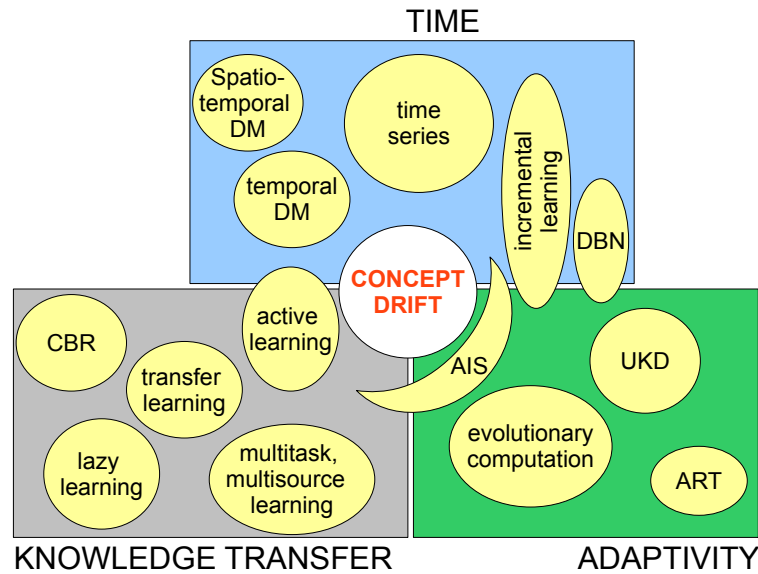 TIME
Spatio-
temporal
DM
time
series
incremental
learning
temporal
DM
DBN
CONCEPT
DRIFT
active
learning
CBR
transfer
learning
AIS
UKD
lazy
learning
multitask,
multisource
learning
evolutionary
computation
ART
KNOWLEDGE TRANSFER
ADAPTIVITY